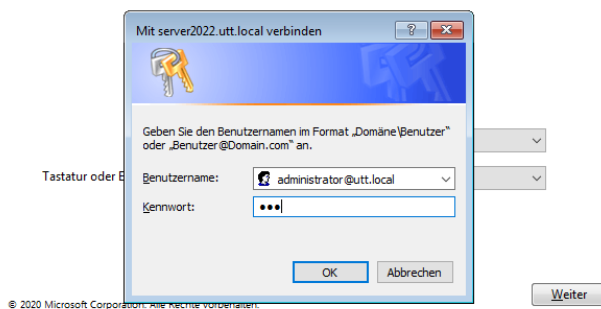 Mit server2022.utt.local verbinden
Geben Sie den Benutzernamen im Format „Domäne\Benutzer"
oder „Benutzer@Domain.com" an.
Tastatur oder E
Benutzername:
administrator@utt.local
Kennwort:
●●●
OK
Abbrechen
Weiter
© 2020 Microsoft Corporation. Alle Rechte vorbehalten.